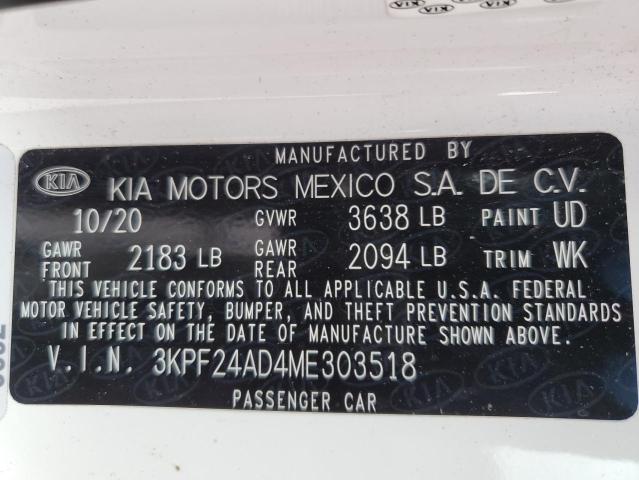 MANUFACTURED BY
KIA KIA MOTORS MEXICO S.A. DE C.V.
10/20 GVWR 3638 LB PAINT UD
GAWR FRONT 2183 LB GAWR REAR 2094 LB TRIM WK
THIS VEHICLE CONFORMS TO ALL APPLICABLE U.S.A. FEDERAL
MOTOR VEHICLE SAFETY, BUMPER, AND THEFT PREVENTION STANDARDS
IN EFFECT ON THE DATE OF MANUFACTURE SHOWN ABOVE.
V.I.N. 3KPF24AD4ME303518
PASSENGER CAR